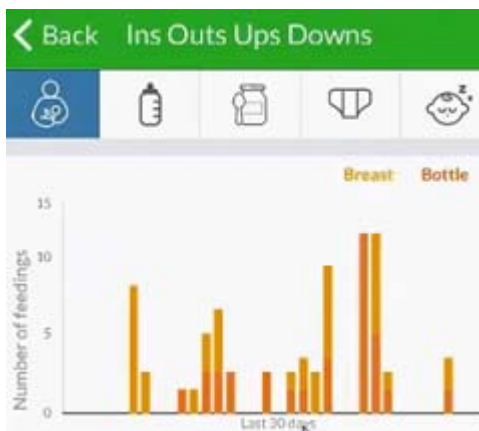 Back Ins Outs Ups Downs
z
z.
Breast Bottle
15
10
5
0
Number of feedings
Last 30 days